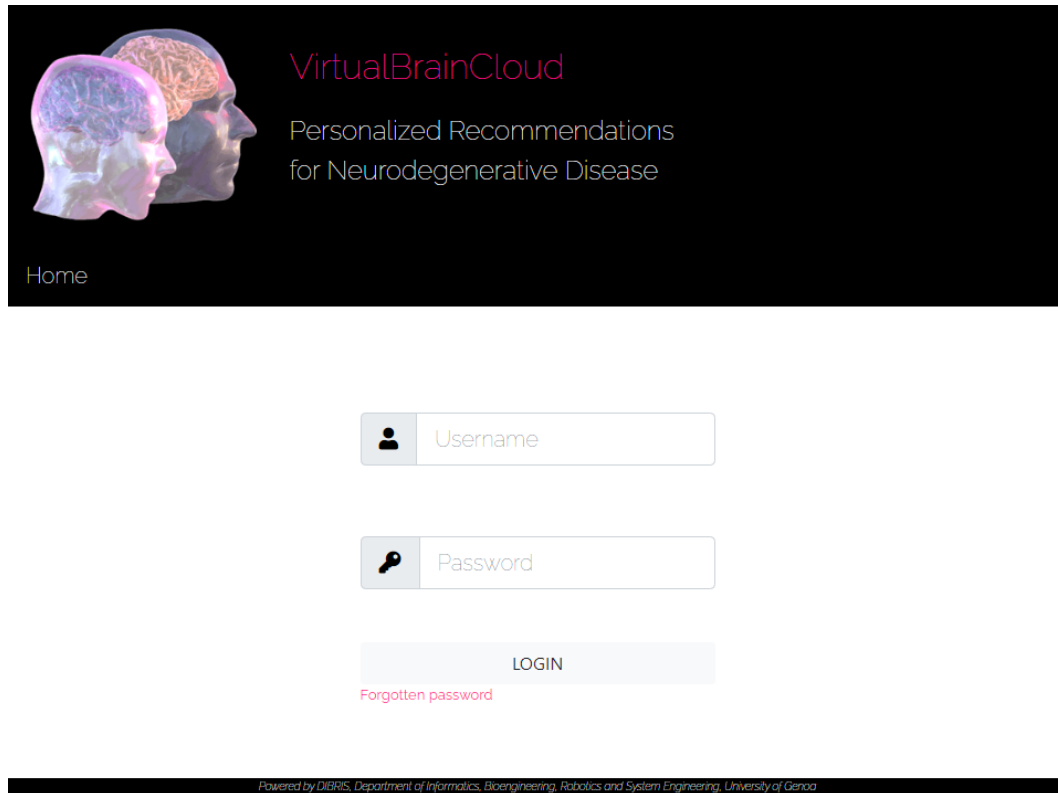 VirtualBrainCloud
Personalized Recommendations
for Neurodegenerative Disease
Home
Username
Password
LOGIN
Forgotten password
Powered by DIBRIS, Department of Informatics, Bioengineering, Robotics and System Engineering, University of Genoa